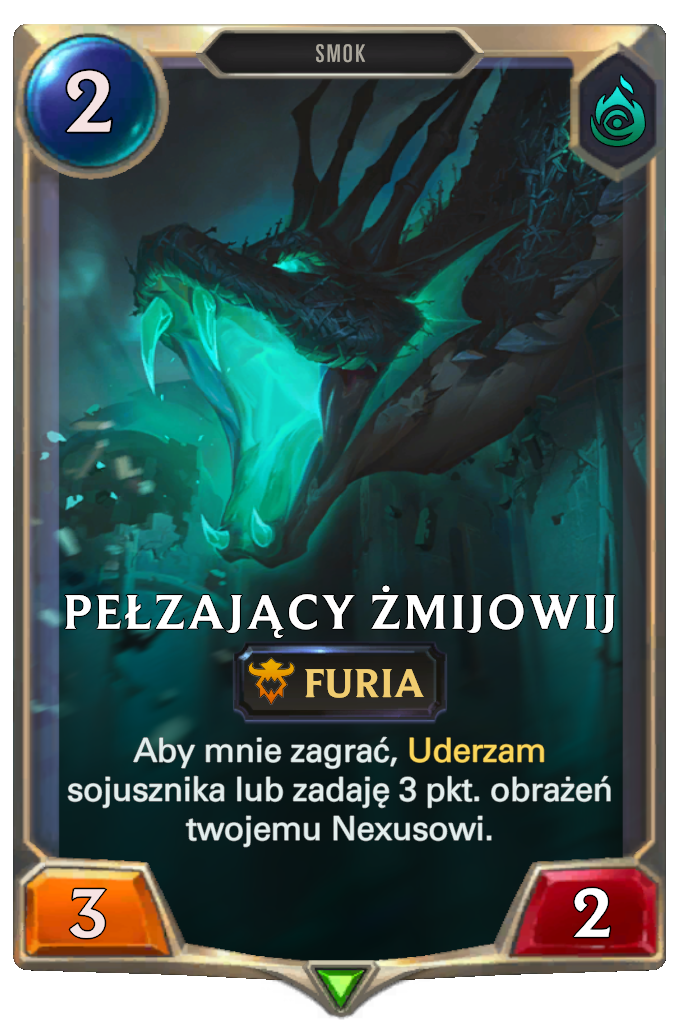 SMOK
2
PEŁZAJĄCY ŻMIJOWIJ
FURIA
Aby mnie zagrać, Uderzam
sojusznika lub zadaję 3 pkt. obrażeń
twojemu Nexusowi.
3
2